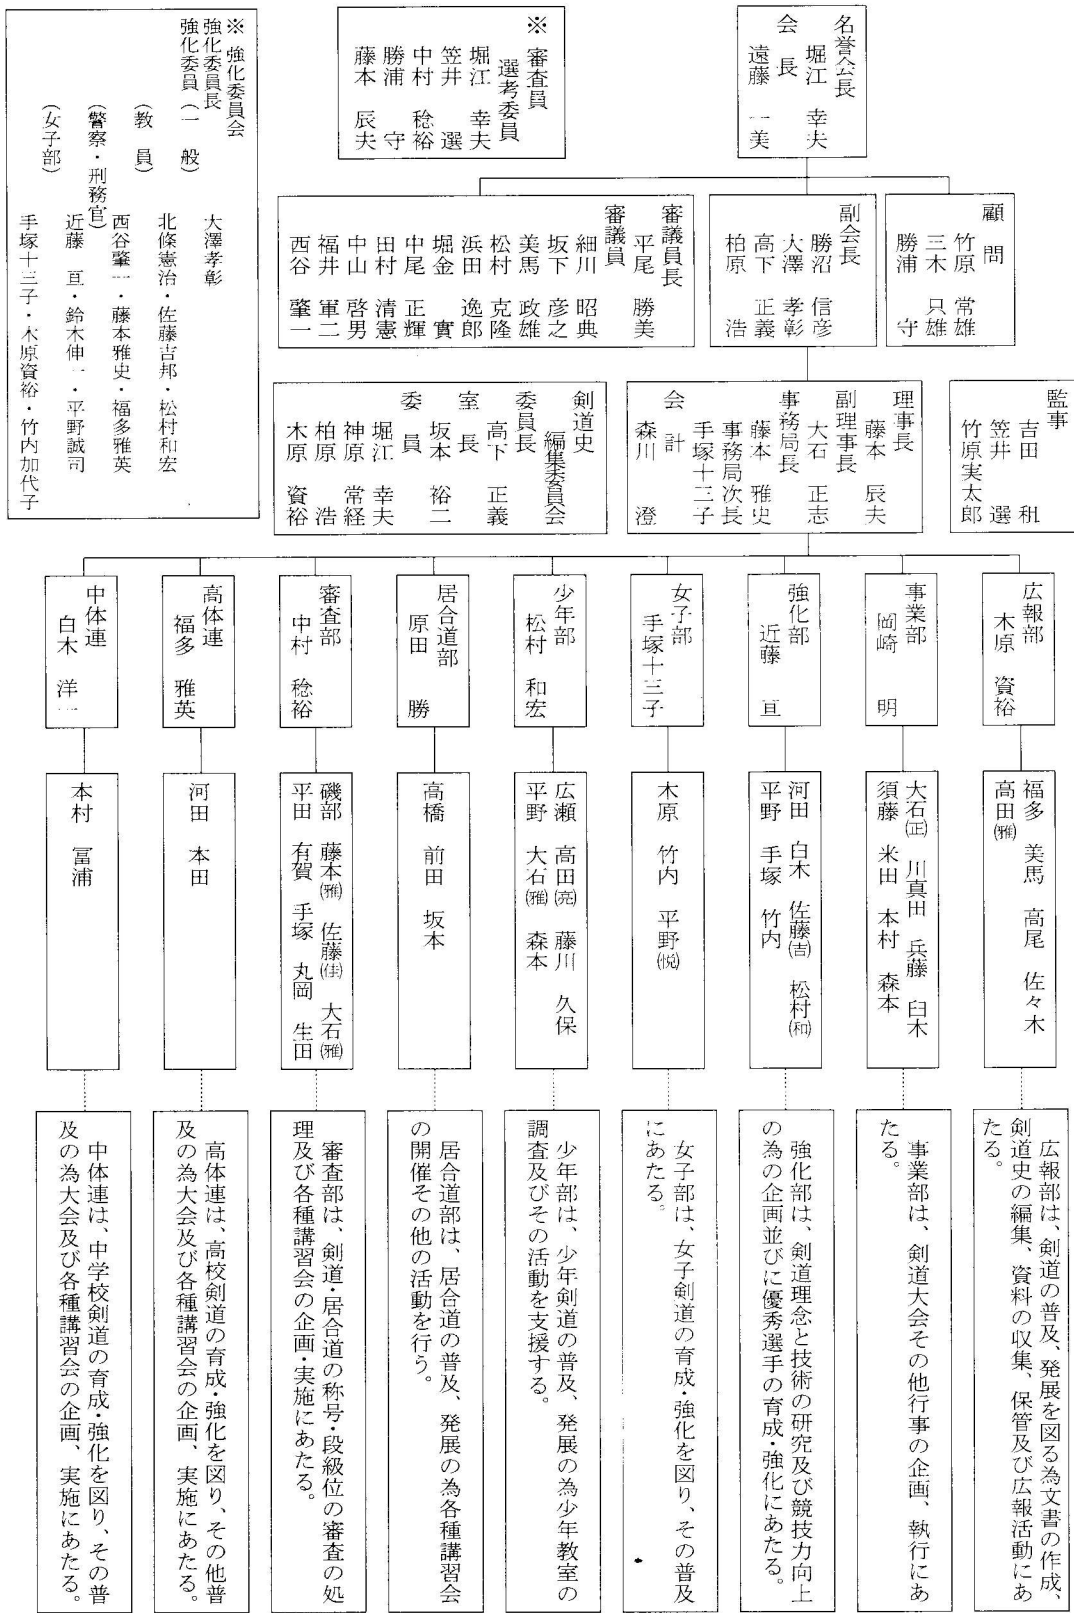 名誉会長
堀江 幸夫
会長
遠藤 一美
※ 審査員
選考委員
堀江 幸夫
笠井 選
中村 稔裕
勝浦 守
藤本 辰夫
※ 強化委員会
強化委員長 大澤孝彰
強化委員(一般) 北條憲治・佐藤吉邦・松村和宏
(教員) 西谷肇一・藤本雅史・福多雅英
(警察・刑務官) 近藤 亘・鈴木伸一・平野誠司
(女子部) 手塚十三子・木原資裕・竹内加代子
顧問
竹原 常雄
三木 只雄
勝浦 守
副会長
勝沼 信彦
大澤 孝彰
高下 正義
柏原 浩
審議員長
平尾 勝美
審議員
細川 昭典
坂下 彦之
美馬 政雄
松村 克隆
浜田 逸郎
堀金 實
中尾 正輝
田村 清憲
中山 啓男
福井 軍二
西谷 肇一
監事
吉田 租
笠井 選
竹原実太郎
理事長
藤本 辰夫
副理事長
大石 正志
事務局長
藤本 雅史
事務局次長
手塚十三子
会計
森川 澄
剣道史
編集委員会
委員長
高下 正義
室長
坂本 裕二
委員
堀江 幸夫
神原 常経
柏原 浩
木原 資裕
広報部
木原 資裕
福多 美馬 高尾 佐々木
高田(雅)
広報部は、剣道の普及、発展を図る為文書の作成、
剣道史の編集、資料の収集、保管及び広報活動にあ
たる。
事業部
岡崎 明
大石(正) 川真田 兵藤 臼木
須藤 米田 本村 森本
事業部は、剣道大会その他行事の企画、執行にあ
たる。
強化部
近藤 亘
河田 白木 佐藤(吉) 松村(和)
平野 手塚 竹内
強化部は、剣道理念と技術の研究及び競技力向上
の為の企画並びに優秀選手の育成・強化にあたる。
女子部
手塚十三子
木原 竹内 平野(悦)
女子部は、女子剣道の育成・強化を図り、その普及
にあたる。
少年部
松村 和宏
広瀬 高田(亮) 藤川 久保
平野 大石(雅) 森本
少年部は、少年剣道の普及、発展の為少年教室の
調査及びその活動を支援する。
居合道部
原田 勝
高橋 前田 坂本
居合道部は、居合道の普及、発展の為各種講習会
の開催その他の活動を行う。
審査部
中村 稔裕
磯部 藤本(雅) 佐藤(佳) 大石(雅)
平田 有賀 手塚 丸岡 生田
審査部は、剣道・居合道の称号・段級位の審査の処
理及び各種講習会の企画・実施にあたる。
高体連
福多 雅英
河田 本田
高体連は、高校剣道の育成・強化を図り、その他普
及の為大会及び各種講習会の企画、実施にあたる。
中体連
白木 洋一
本村 冨浦
中体連は、中学校剣道の育成・強化を図り、その普
及の為大会及び各種講習会の企画、実施にあたる。